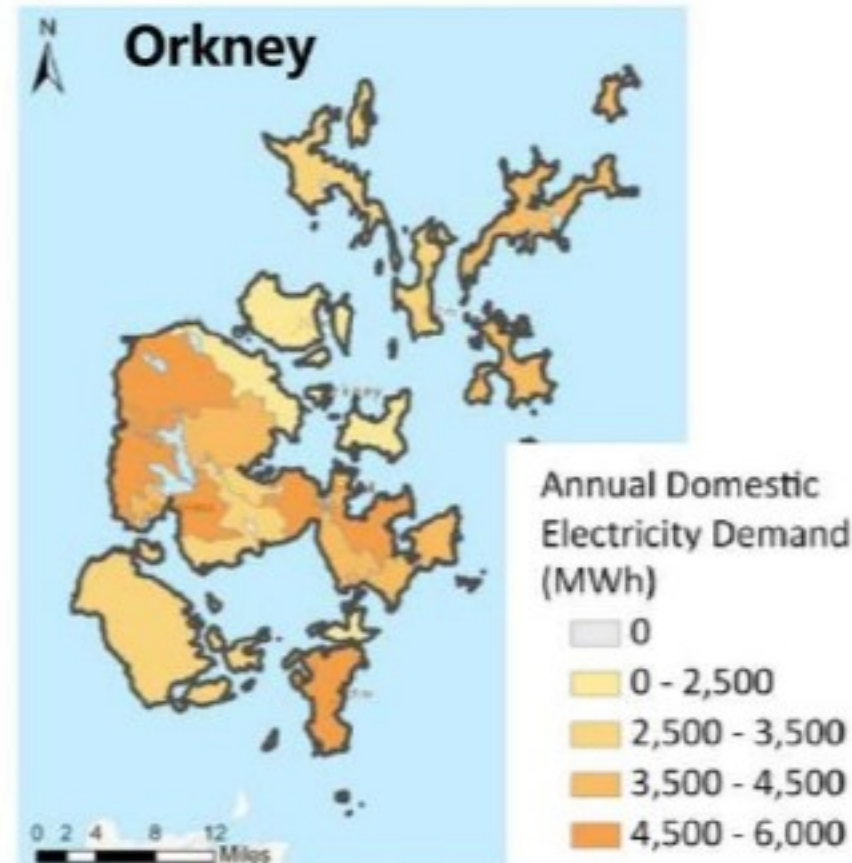 N
Orkney
Annual Domestic
Electricity Demand
(MWh)
0
0 - 2,500
2,500 - 3,500
3,500 - 4,500
4,500 - 6,000
0 2 4 8 12
Miles